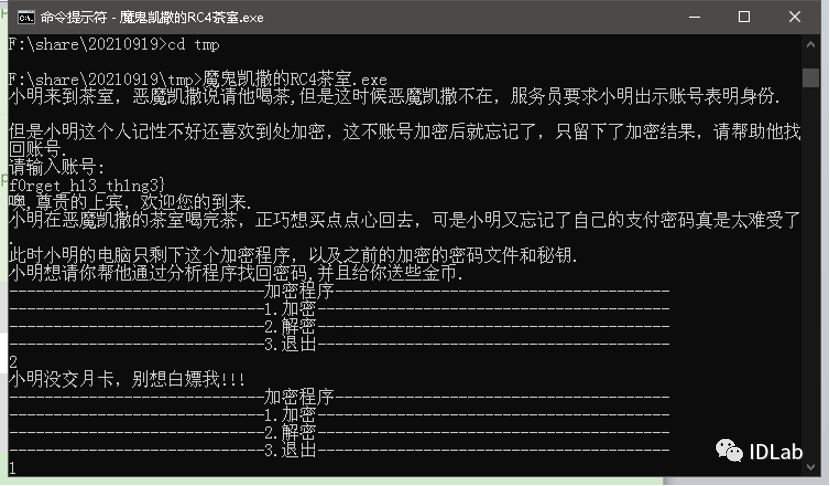 命令提示符 - 魔鬼凯撒的RC4茶室.exe
F:\share\20210919>cd tmp
F:\share\20210919\tmp>魔鬼凯撒的RC4茶室.exe
小明来到茶室，恶魔凯撒说请他喝茶,但是这时候恶魔凯撒不在，服务员要求小明出示账号表明身份.
但是小明这个人记性不好还喜欢到处加密，这不账号加密后就忘记了，只留下了加密结果，请帮助他找
回账号.
请输入账号:
f0rget_h13_th1ng3}
噢,尊贵的上宾，欢迎您的到来.
小明在恶魔凯撒的茶室喝完茶，正巧想买点点心回去，可是小明又忘记了自己的支付密码真是太难受了
.
此时小明的电脑只剩下这个加密程序，以及之前的加密的密码文件和秘钥.
小明想请你帮他通过分析程序找回密码,并且给你送些金币.
-----------------------------加密程序--------------------------------------
-----------------------------1.加密----------------------------------------
-----------------------------2.解密----------------------------------------
-----------------------------3.退出----------------------------------------
2
小明没交月卡，别想白嫖我!!!
-----------------------------加密程序--------------------------------------
-----------------------------1.加密----------------------------------------
-----------------------------2.解密----------------------------------------
-----------------------------3.退出----------------------------------------
1
IDLab